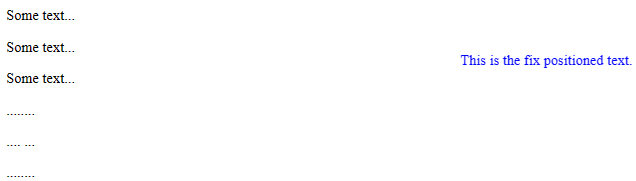 Some text...
Some text...
This is the fix positioned text.
Some text...
........
.... ...
........